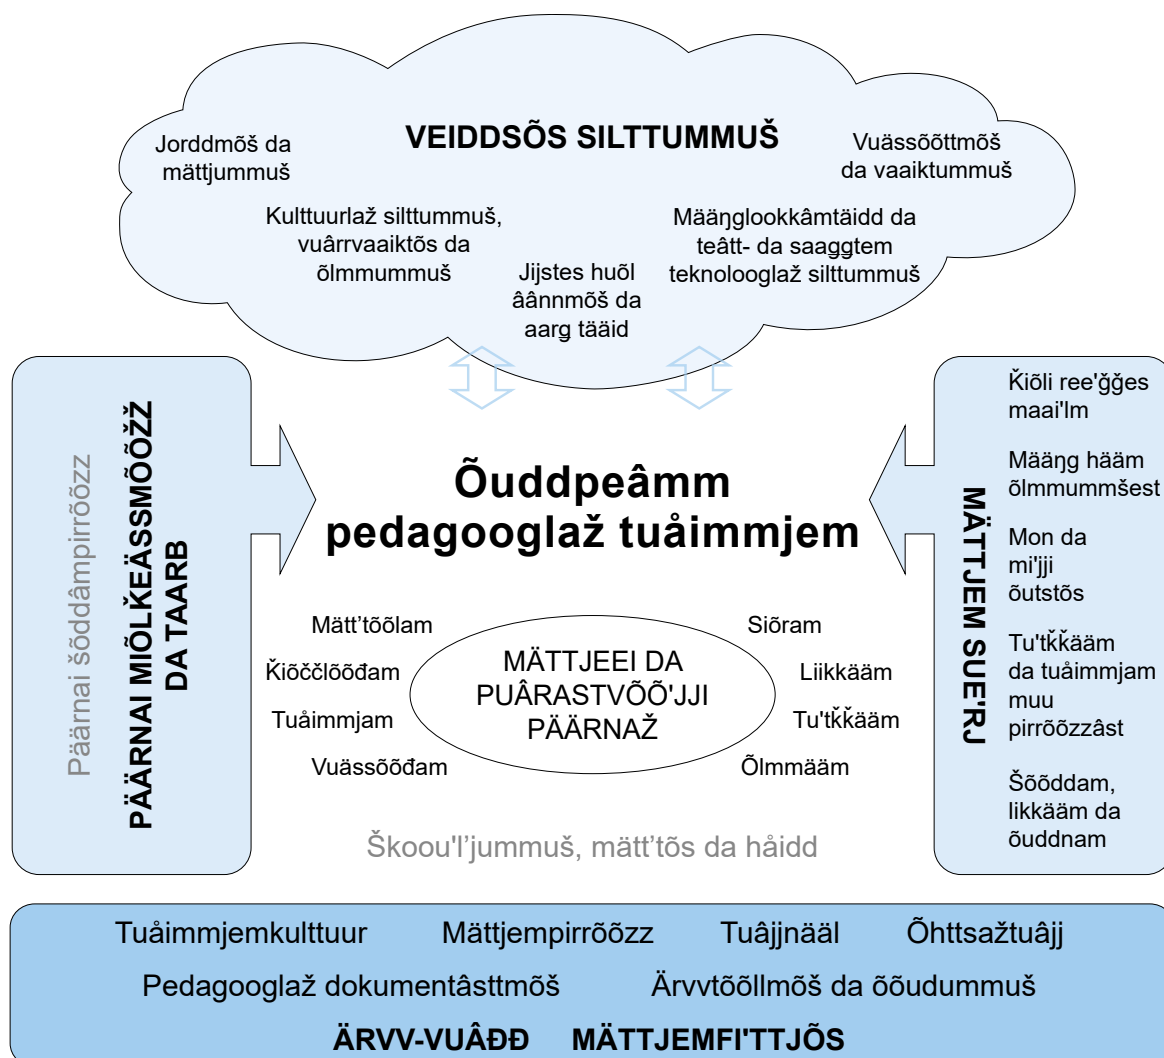 VEIDDSÕS SILTTUMMUŠ
Jorddmõš da
mättjummuš
Vuässõõttmõš
da vaaiktummuš
Kulttuurlaž silttummuš,
vuârrvaaiktõs da
õlmmummuš
Jijstes huõl
âânnmõš da
aarg tääid
Määŋglookkâmtäidd da
teâtt- da saaggtem
teknolooglaž silttummuš
Päärnai šõddâmpirrõõzz
PÄÄRNAI MIÕLǨEÄSSMÕÕŽŽ
DA TAARB
Õuddpeâmm
pedagooglaž tuåimmjem
Mätt’tõõlam
Ǩiõččlõõđam
Tuåimmjam
Vuässõõđam
MÄTTJEEI DA
PUÂRASTVÕÕ'JJI
PÄÄRNAŽ
Siõram
Liikkääm
Tu'tǩǩääm
Õlmmääm
Škoou'l’jummuš, mätt’tõs da håidd
MÄTTJEM SUE'RJ
Ǩiõli ree'ǧǧes
maai'lm
Määŋg hääm
õlmmummšest
Mon da
mi'jji
õutstõs
Tu'tǩǩääm
da tuåimmjam
muu
pirrõõzzâst
Šõõddam,
likkääm da
õuddnam
Tuåimmjemkulttuur Mättjempirrõõzz Tuâjjnääl Õhttsažtuâjj
Pedagooglaž dokumentâsttmõš Ärvvtõõllmõš da õõudummuš
ÄRVV-VUÂĐĐ MÄTTJEMFI'TTJÕS